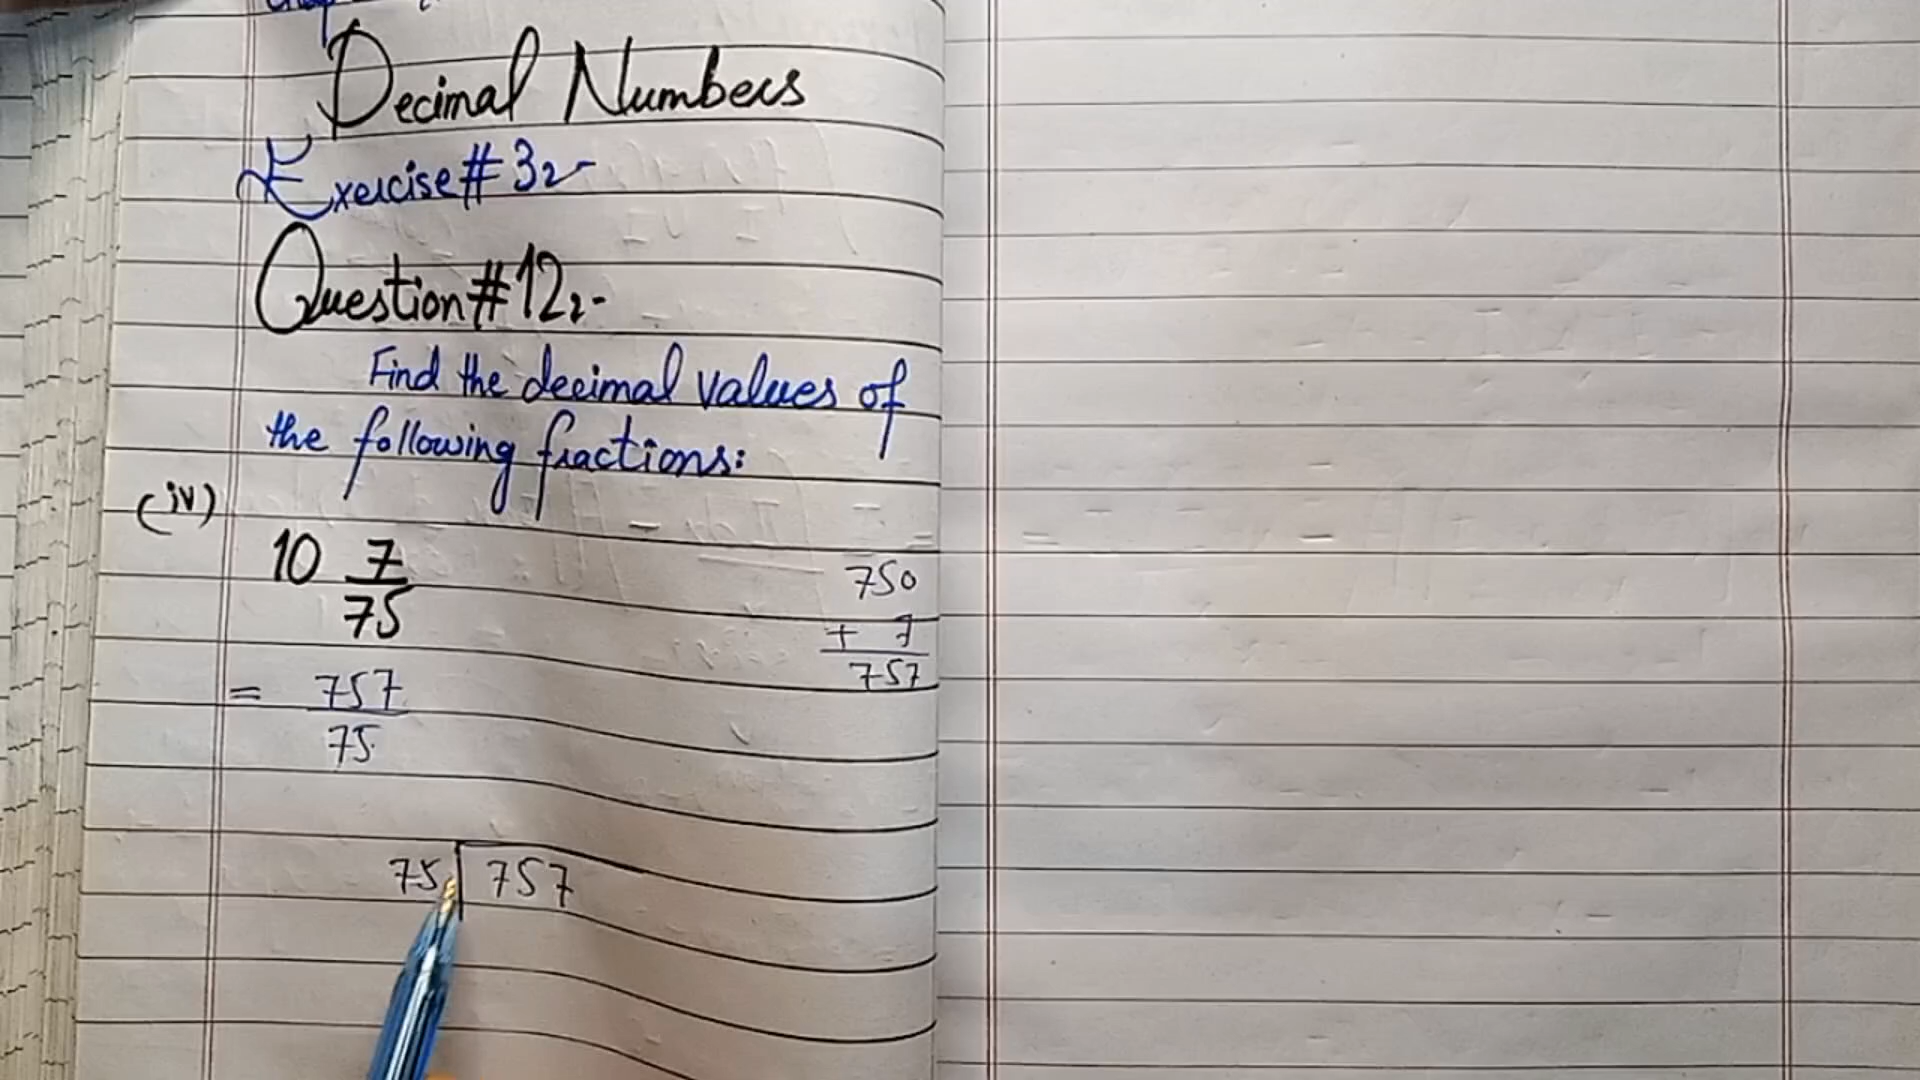 Decimal Numbers
Exercise# 3:-
Question#12:-
Find the decimal values of
the following fractions:
(iv)
10 7/75
750
+ 7
757
= 757/75
75 757